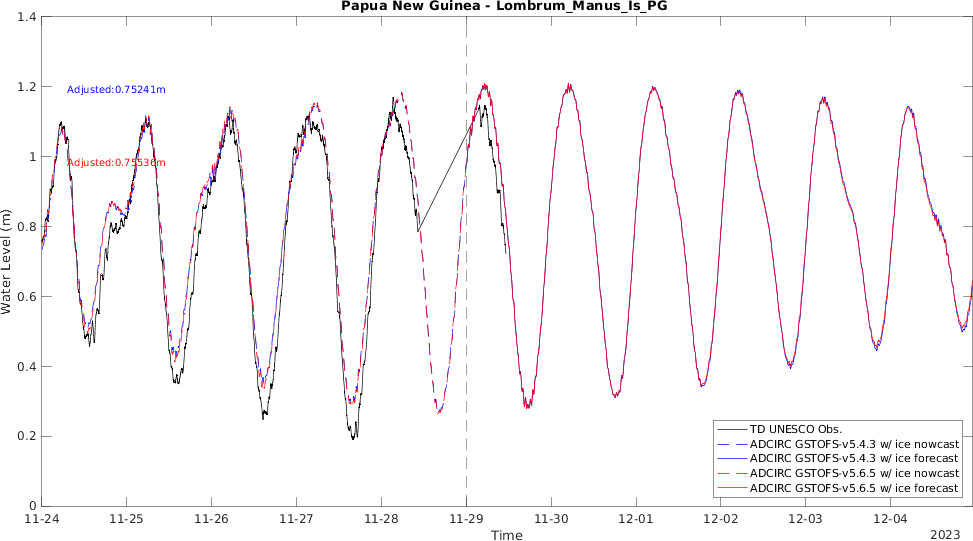 Papua New Guinea - Lombrum_Manus_Is_PG
1.4
1.2
1
0.8
0.6
0.4
0.2
0
Water Level (m)
Adjusted:0.75241m
Adjusted:0.75536m
TD UNESCO Obs.
ADCIRC GSTOFS-v5.4.3 w/ ice nowcast
ADCIRC GSTOFS-v5.4.3 w/ ice forecast
ADCIRC GSTOFS-v5.6.5 w/ ice nowcast
ADCIRC GSTOFS-v5.6.5 w/ ice forecast
11-24 11-25 11-26 11-27 11-28 11-29 11-30 12-01 12-02 12-03 12-04
Time
2023